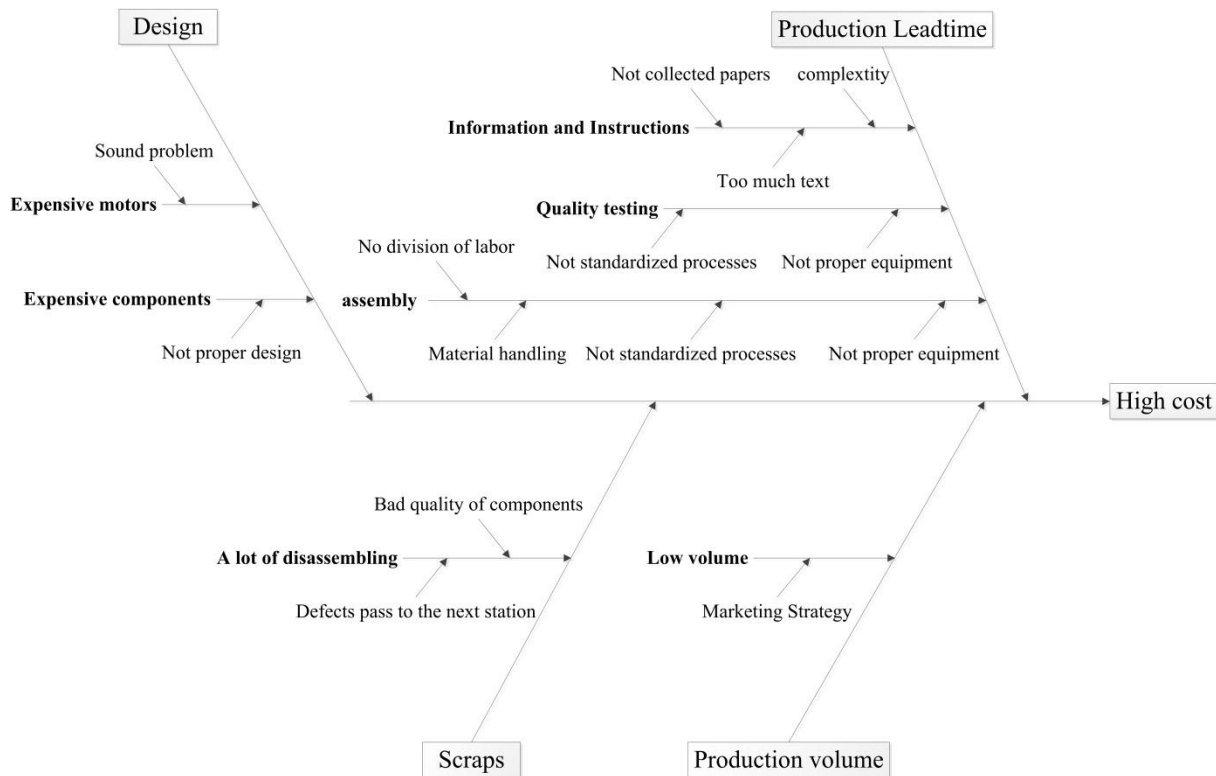 Design
Production Leadtime
Not collected papers
complextity
Information and Instructions
Too much text
Sound problem
Expensive motors
Quality testing
No division of labor
Not standardized processes
Not proper equipment
Expensive components
assembly
Not proper design
Material handling
Not standardized processes
Not proper equipment
High cost
Bad quality of components
A lot of disassembling
Low volume
Defects pass to the next station
Marketing Strategy
Scraps
Production volume